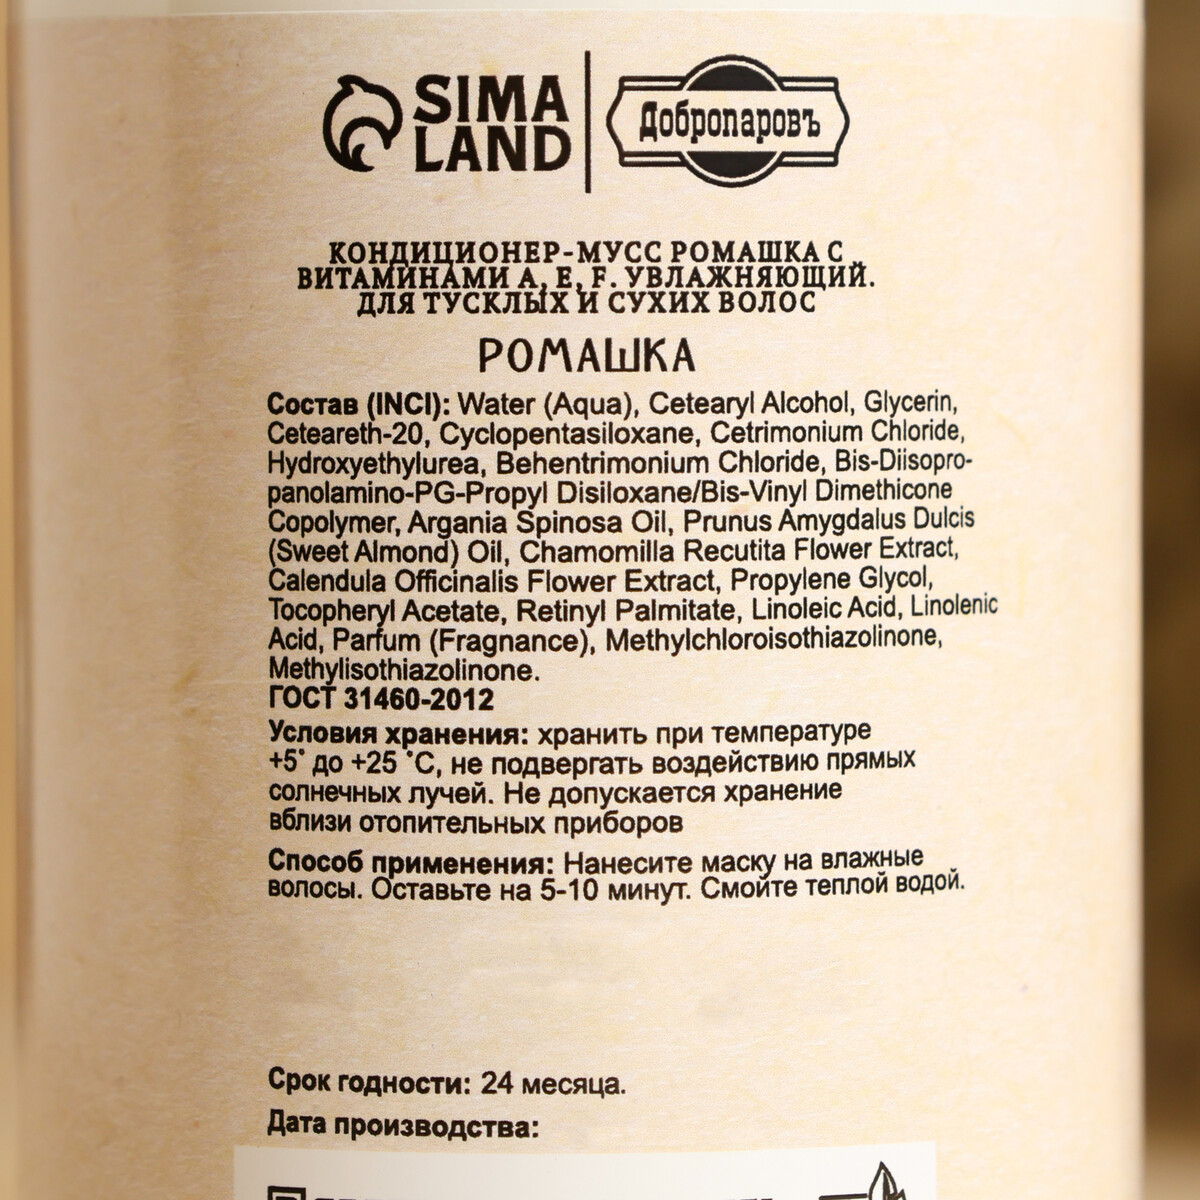 SIMA
LAND
Добропаровъ
КОНДИЦИОНЕР-МУСС РОМАШКА С
ВИТАМИНАМИ А, Е, F. УВЛАЖНЯЮЩИЙ.
ДЛЯ ТУСКЛЫХ И СУХИХ ВОЛОС
РОМАШКА
Состав (INCI): Water (Aqua), Cetearyl Alcohol, Glycerin,
Ceteareth-20, Cyclopentasiloxane, Cetrimonium Chloride,
Hydroxyethylurea, Behentrimonium Chloride, Bis-Diisopro-
panolamino-PG-Propyl Disiloxane/Bis-Vinyl Dimethicone
Copolymer, Argania Spinosa Oil, Prunus Amygdalus Dulcis
(Sweet Almond) Oil, Chamomilla Recutita Flower Extract,
Calendula Officinalis Flower Extract, Propylene Glycol,
Tocopheryl Acetate, Retinyl Palmitate, Linoleic Acid, Linolenic
Acid, Parfum (Fragnance), Methylchloroisothiazolinone,
Methylisothiazolinone.
ГОСТ 31460-2012
Условия хранения: хранить при температуре
+5˚ до +25 ˚С, не подвергать воздействию прямых
солнечных лучей. Не допускается хранение
вблизи отопительных приборов
Способ применения: Нанесите маску на влажные
волосы. Оставьте на 5-10 минут. Смойте теплой водой.
Срок годности: 24 месяца.
Дата производства: